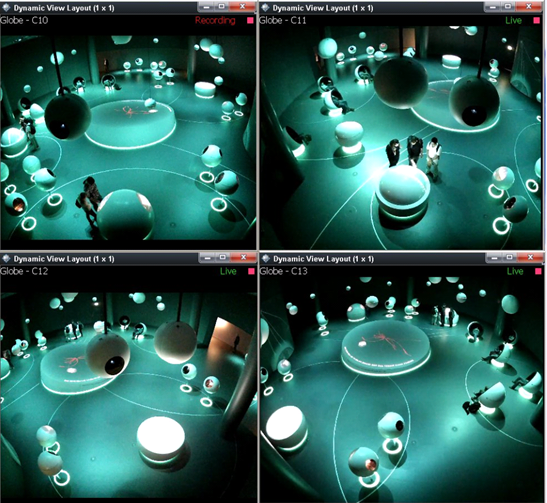 Dynamic View Layout (1 x 1)
Globe - C10 Recording
Dynamic View Layout (1 x 1)
Globe - C11 Live
Dynamic View Layout (1 x 1)
Globe - C12 Live
Dynamic View Layout (1 x 1)
Globe - C13 Live